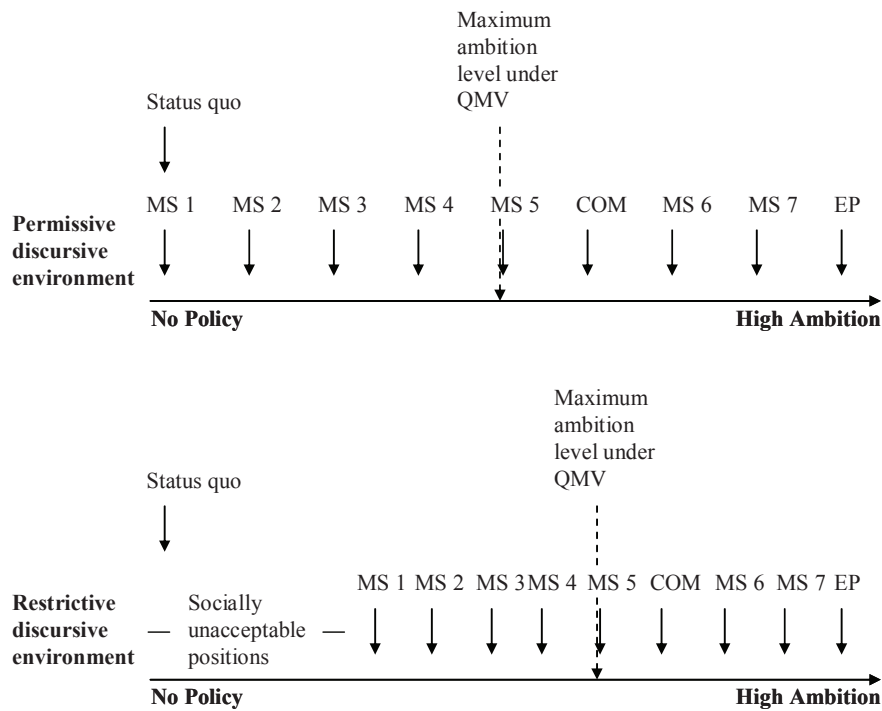 Maximum
ambition
level under
QMV
Status quo
MS 1 MS 2 MS 3 MS 4 MS 5 COM MS 6 MS 7 EP
Permissive
discursive
environment
No Policy High Ambition
Maximum
ambition
level under
QMV
Status quo
MS 1 MS 2 MS 3 MS 4 MS 5 COM MS 6 MS 7 EP
Restrictive
discursive
environment
— Socially —
unacceptable
positions
No Policy High Ambition